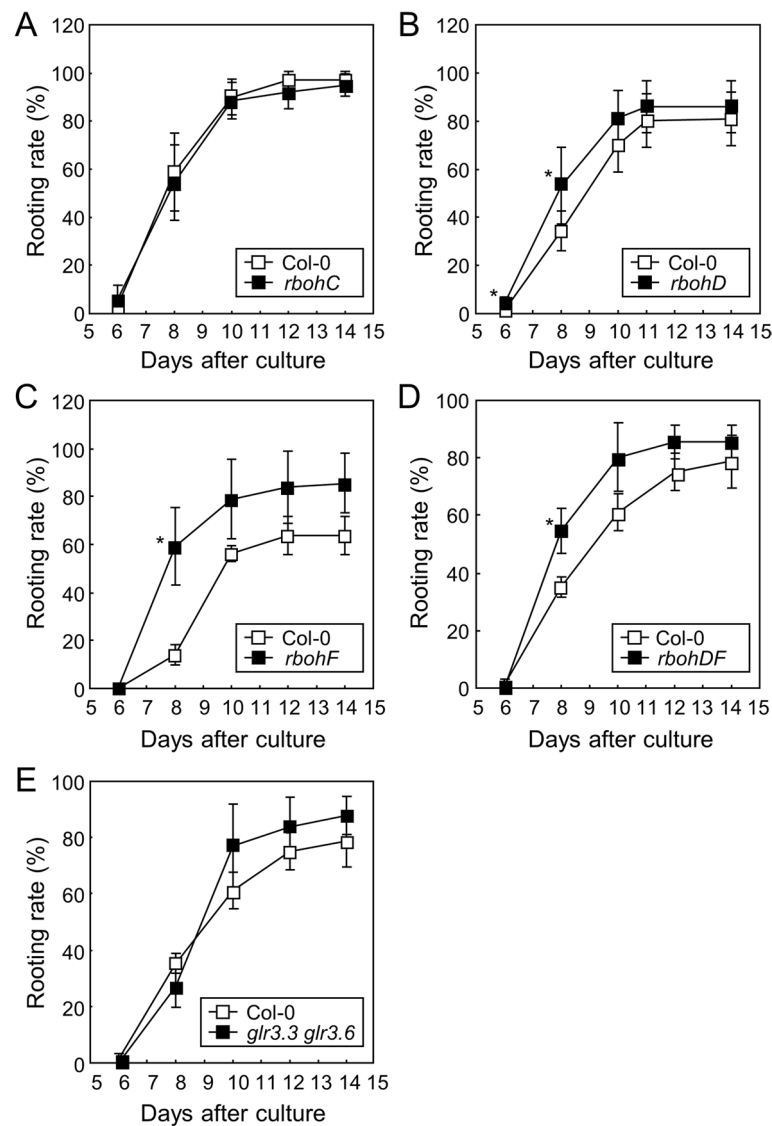 A
Rooting rate (%)
120
100
80
60
40
20
0
Col-0
rbohC
5 6 7 8 9 10 11 12 13 14 15
Days after culture
B
Rooting rate (%)
120
100
80
60
40
20
0
*
*
Col-0
rbohD
5 6 7 8 9 10 11 12 13 14 15
Days after culture
C
Rooting rate (%)
120
100
80
60
40
20
0
*
Col-0
rbohF
5 6 7 8 9 10 11 12 13 14 15
Days after culture
D
Rooting rate (%)
100
80
60
40
20
0
*
Col-0
rbohDF
5 6 7 8 9 10 11 12 13 14 15
Days after culture
E
Rooting rate (%)
100
80
60
40
20
0
Col-0
glr3.3 glr3.6
5 6 7 8 9 10 11 12 13 14 15
Days after culture